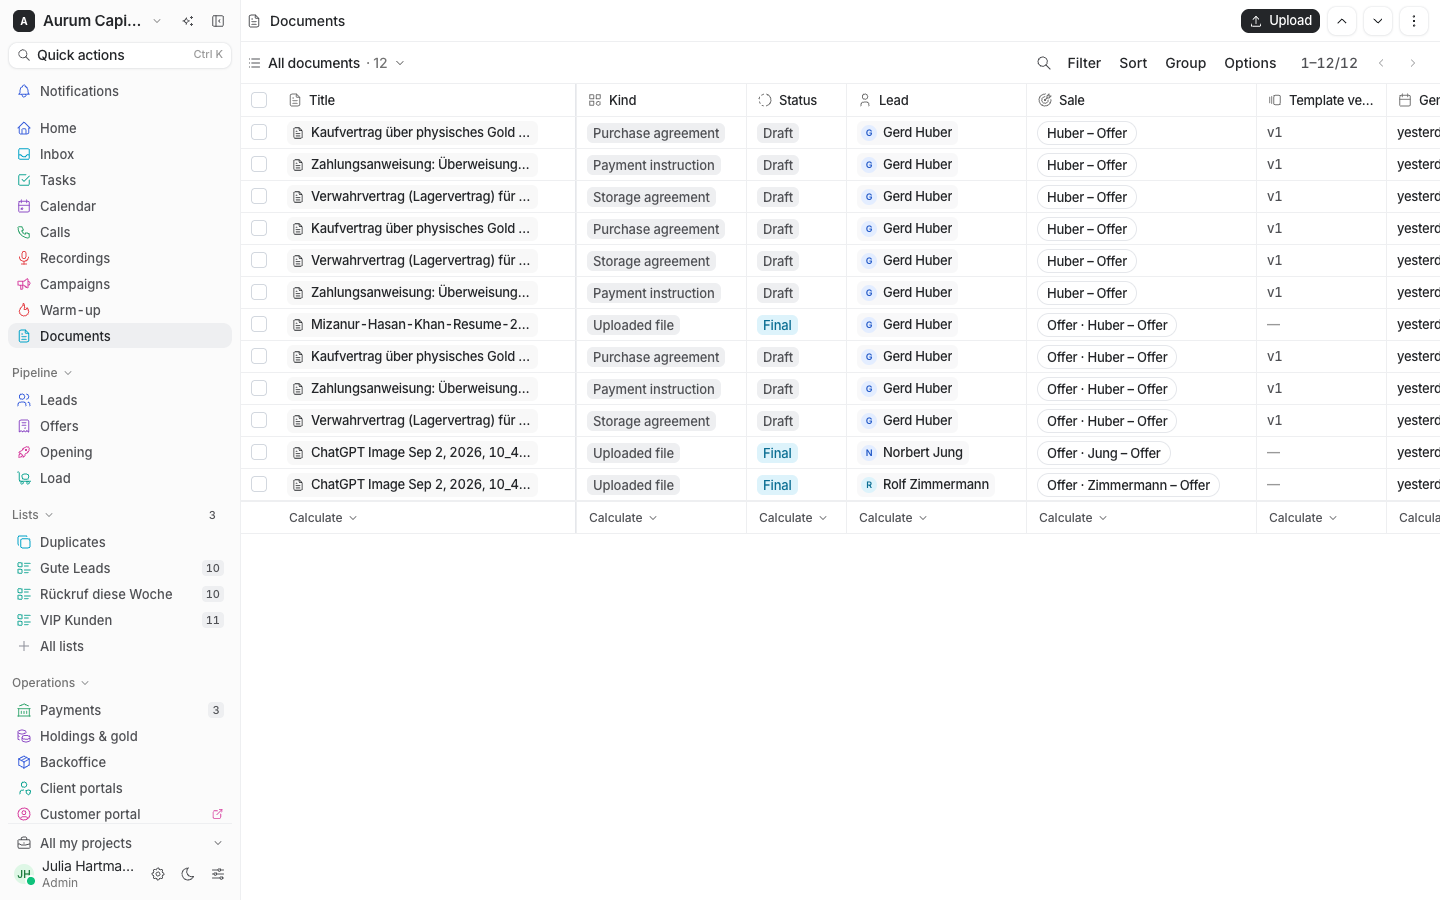 A Aurum Capi...
Quick actions Ctrl K
Notifications
Home
Inbox
Tasks
Calendar
Calls
Recordings
Campaigns
Warm-up
Documents
Pipeline
Leads
Offers
Opening
Load
Lists 3
Duplicates
Gute Leads 10
Rückruf diese Woche 10
VIP Kunden 11
All lists
Operations
Payments 3
Holdings & gold
Backoffice
Client portals
Customer portal
All my projects
JH Julia Hartma...
Admin
Documents Upload
All documents · 12 Filter Sort Group Options 1–12/12
Title Kind Status Lead Sale Template ve... Ger
Kaufvertrag über physisches Gold ... Purchase agreement Draft G Gerd Huber Huber – Offer v1 yesterd
Zahlungsanweisung: Überweisung... Payment instruction Draft G Gerd Huber Huber – Offer v1 yesterd
Verwahrvertrag (Lagervertrag) für ... Storage agreement Draft G Gerd Huber Huber – Offer v1 yesterd
Kaufvertrag über physisches Gold ... Purchase agreement Draft G Gerd Huber Huber – Offer v1 yesterd
Verwahrvertrag (Lagervertrag) für ... Storage agreement Draft G Gerd Huber Huber – Offer v1 yesterd
Zahlungsanweisung: Überweisung... Payment instruction Draft G Gerd Huber Huber – Offer v1 yesterd
Mizanur-Hasan-Khan-Resume-2... Uploaded file Final G Gerd Huber Offer · Huber – Offer — yesterd
Kaufvertrag über physisches Gold ... Purchase agreement Draft G Gerd Huber Offer · Huber – Offer v1 yesterd
Zahlungsanweisung: Überweisung... Payment instruction Draft G Gerd Huber Offer · Huber – Offer v1 yesterd
Verwahrvertrag (Lagervertrag) für ... Storage agreement Draft G Gerd Huber Offer · Huber – Offer v1 yesterd
ChatGPT Image Sep 2, 2026, 10_4... Uploaded file Final N Norbert Jung Offer · Jung – Offer — yesterd
ChatGPT Image Sep 2, 2026, 10_4... Uploaded file Final R Rolf Zimmermann Offer · Zimmermann – Offer — yesterd
Calculate Calculate Calculate Calculate Calculate Calculate Calcula